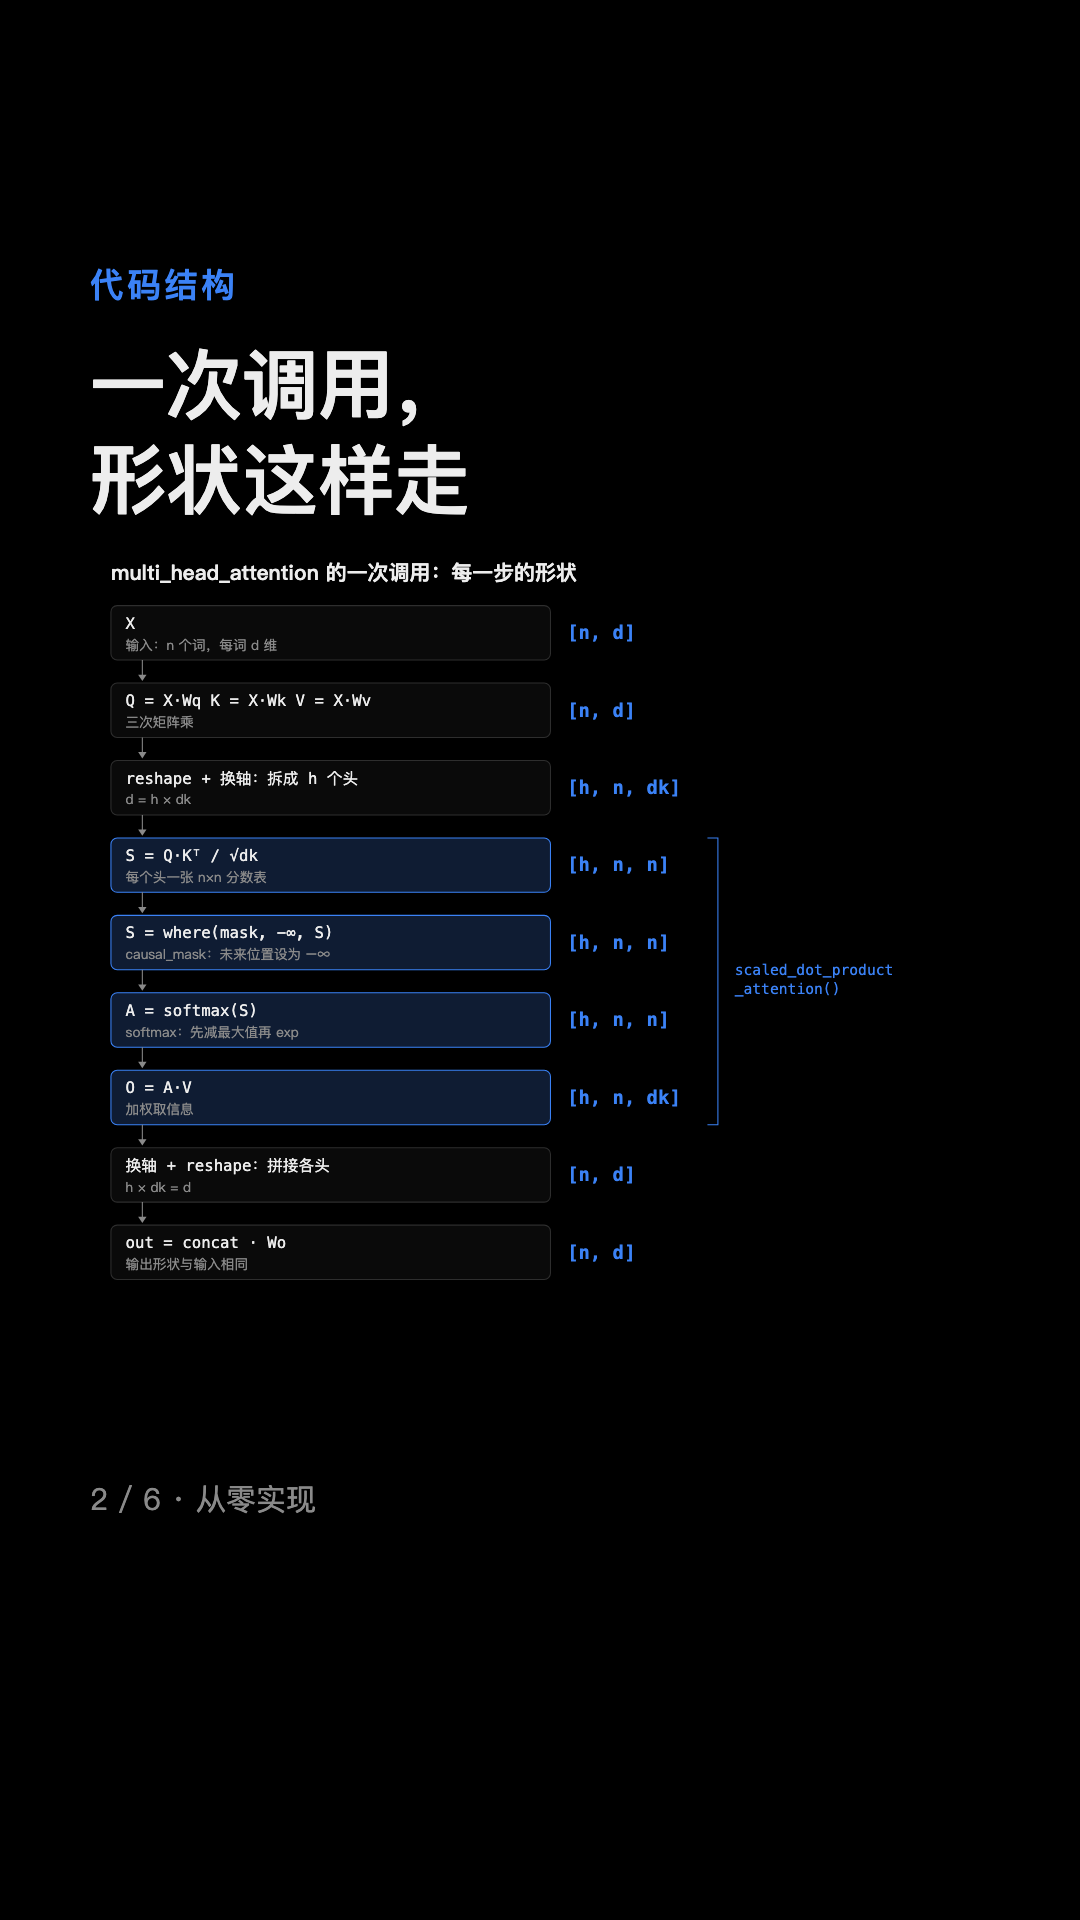 代码结构
一次调用，
形状这样走
multi_head_attention 的一次调用：每一步的形状
X
输入：n 个词，每词 d 维
[n, d]
Q = X·Wq K = X·Wk V = X·Wv
三次矩阵乘
[n, d]
reshape + 换轴：拆成 h 个头
d = h × dk
[h, n, dk]
S = Q·Kᵀ / √dk
每个头一张 n×n 分数表
[h, n, n]
S = where(mask, −∞, S)
causal_mask：未来位置设为 −∞
[h, n, n]
scaled_dot_product
_attention()
A = softmax(S)
softmax：先减最大值再 exp
[h, n, n]
O = A·V
加权取信息
[h, n, dk]
换轴 + reshape：拼接各头
h × dk = d
[n, d]
out = concat · Wo
输出形状与输入相同
[n, d]
2 / 6 · 从零实现